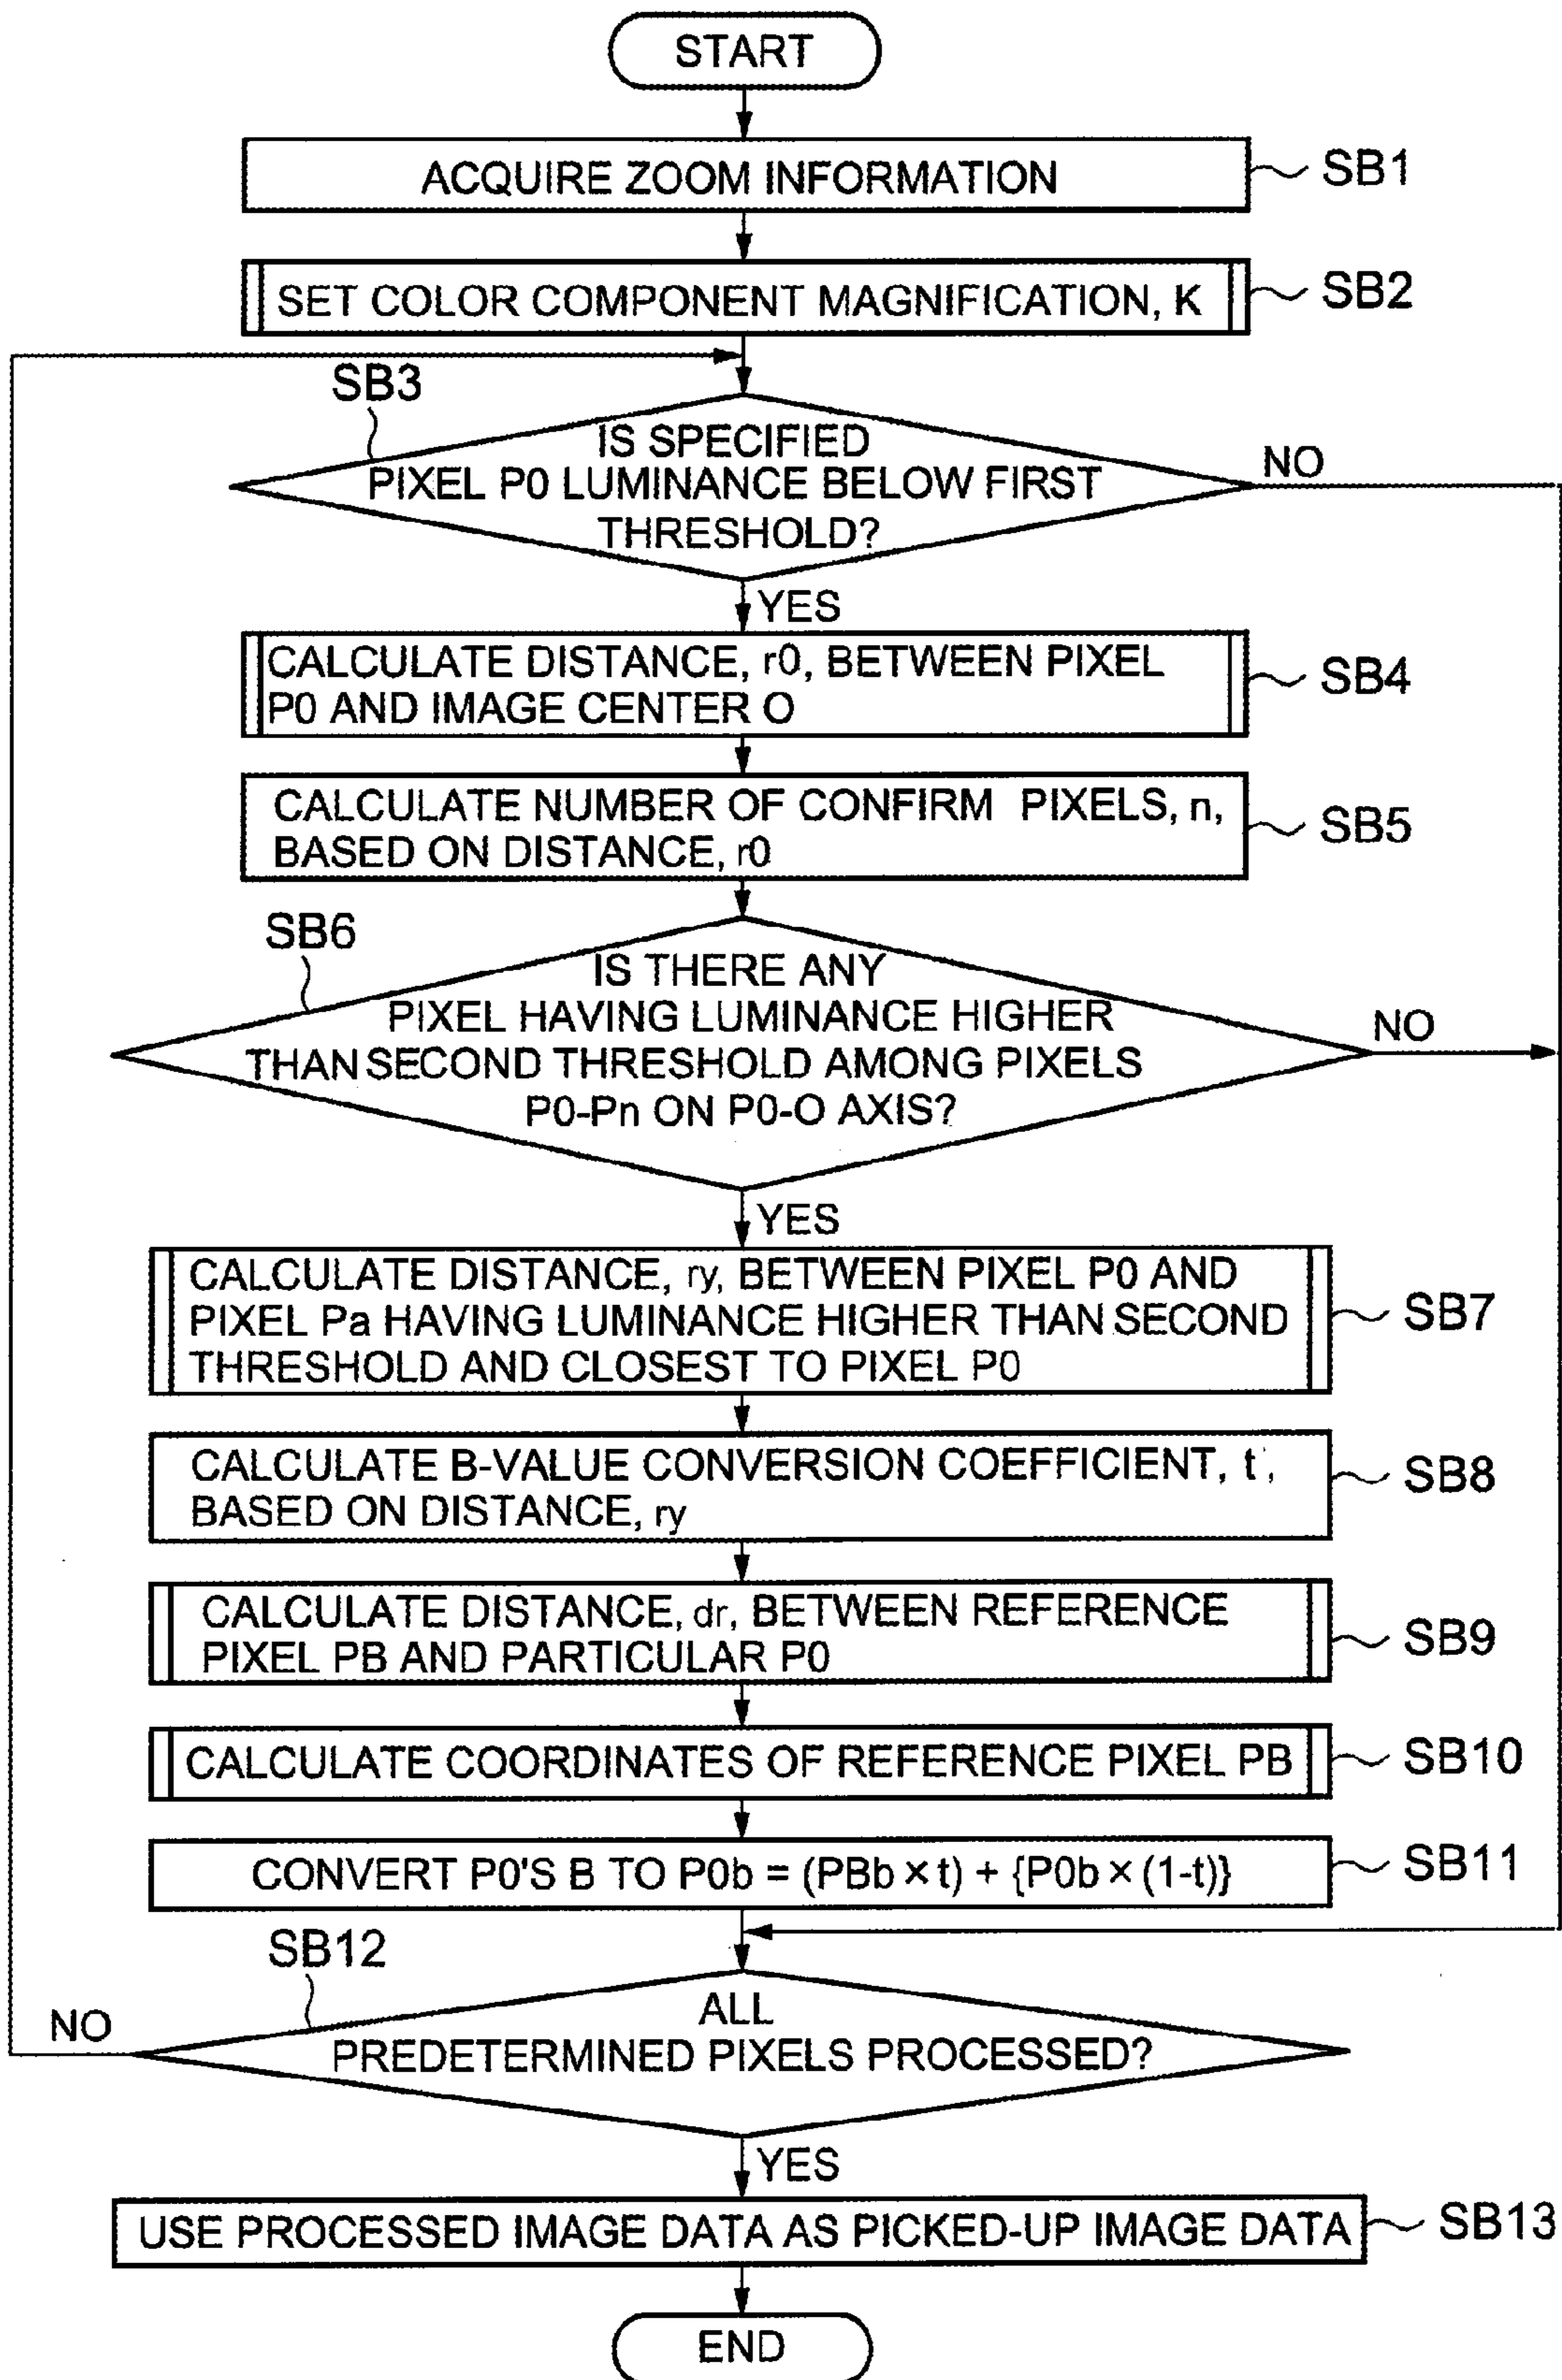 START
ACQUIRE ZOOM INFORMATION
SB1
SET COLOR COMPONENT MAGNIFICATION, K
SB2
SB3
IS SPECIFIED
PIXEL P0 LUMINANCE BELOW FIRST
THRESHOLD?
NO
YES
CALCULATE DISTANCE, r0, BETWEEN PIXEL
P0 AND IMAGE CENTER O
SB4
CALCULATE NUMBER OF CONFIRM PIXELS, n,
BASED ON DISTANCE, r0
SB5
SB6
IS THERE ANY
PIXEL HAVING LUMINANCE HIGHER
THAN SECOND THRESHOLD AMONG PIXELS
P0-Pn ON P0-O AXIS?
NO
YES
CALCULATE DISTANCE, ry, BETWEEN PIXEL P0 AND
PIXEL Pa HAVING LUMINANCE HIGHER THAN SECOND
THRESHOLD AND CLOSEST TO PIXEL P0
SB7
CALCULATE B-VALUE CONVERSION COEFFICIENT, t,
BASED ON DISTANCE, ry
SB8
CALCULATE DISTANCE, dr, BETWEEN REFERENCE
PIXEL PB AND PARTICULAR P0
SB9
CALCULATE COORDINATES OF REFERENCE PIXEL PB
SB10
CONVERT P0'S B TO P0b = (PBb × t) + {P0b × (1-t)}
SB11
SB12
ALL
PREDETERMINED PIXELS PROCESSED?
NO
YES
USE PROCESSED IMAGE DATA AS PICKED-UP IMAGE DATA
SB13
END